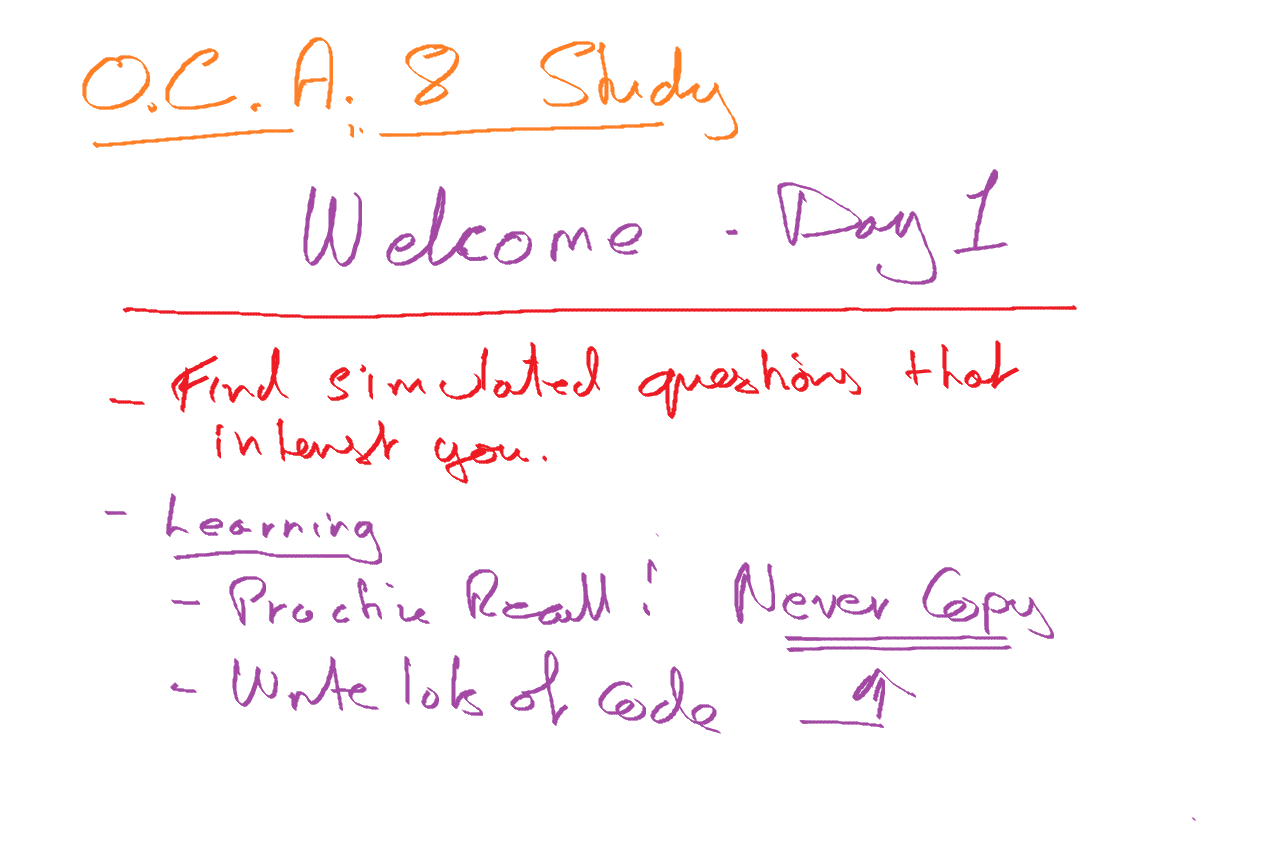 O.C.A. 8 Study
Welcome - Day 1
- Find simulated questions that
interest you.
- Learning
- Practice Recall! Never Copy
- Write lots of code